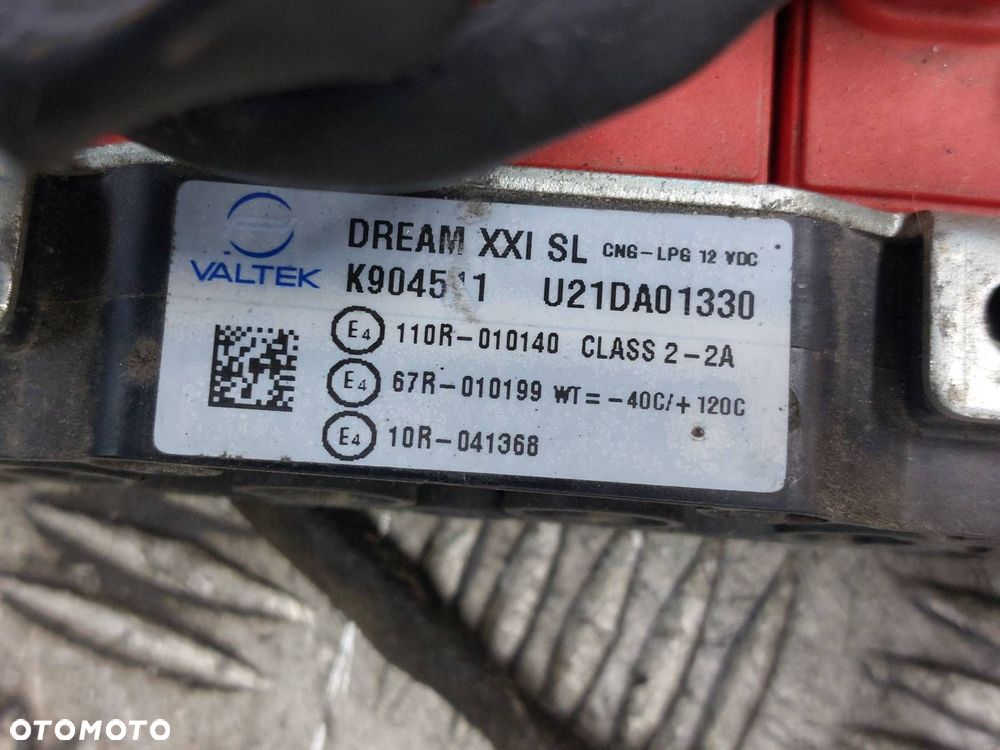 VALTEK
DREAM XXI SL CNG-LPG 12 VDC
U21DA01330
E4 110R-010140 CLASS 2-2A
E4 67R-010199 WT= -40C/+120C
E4 10R-041368
OTOMOTO